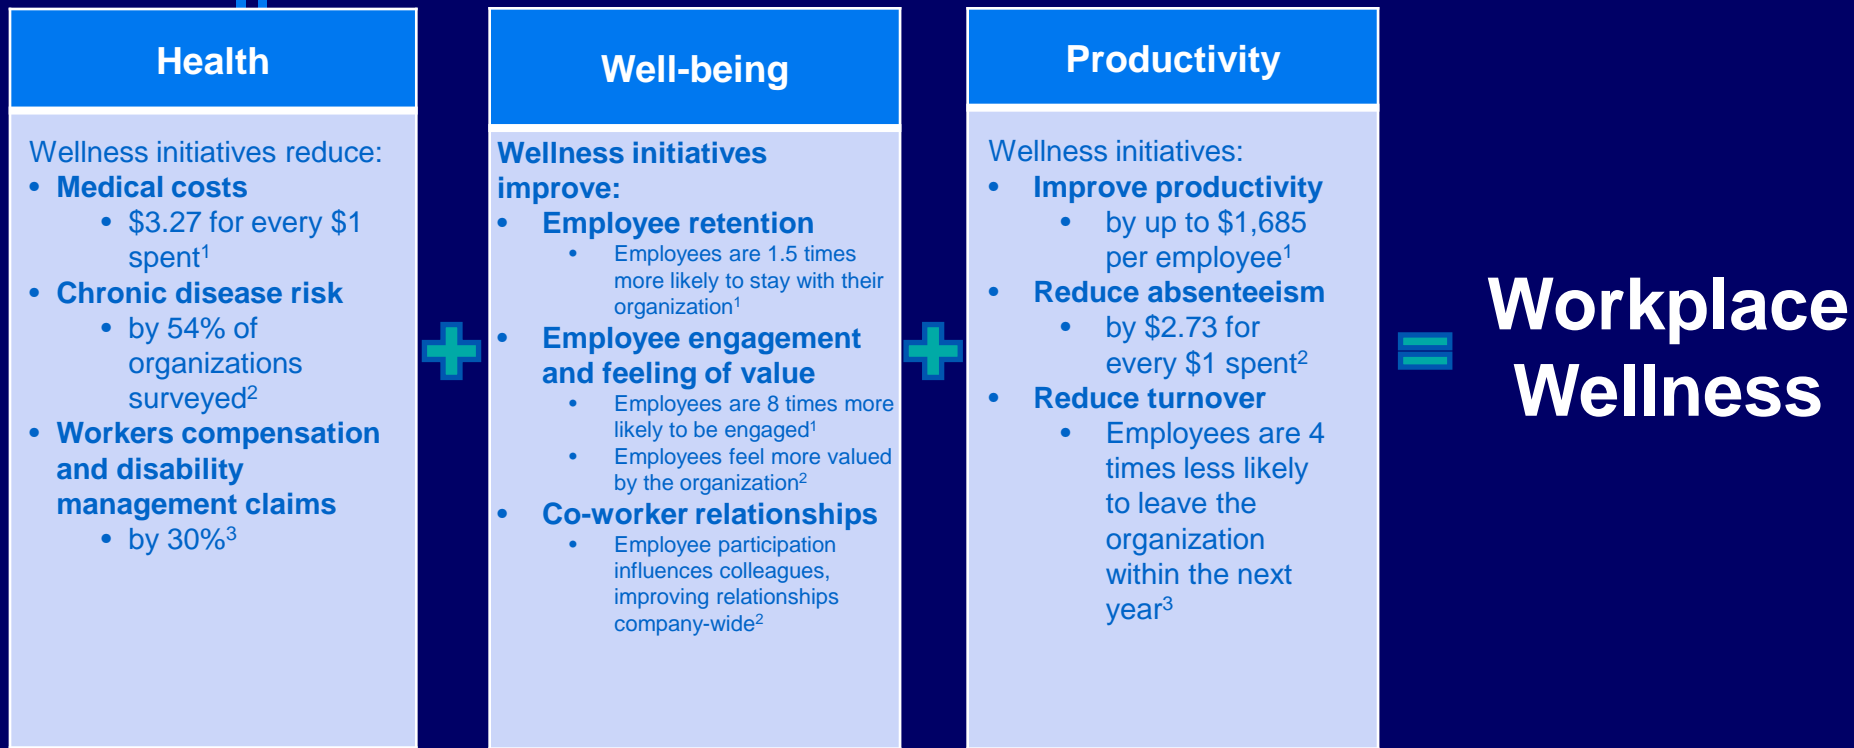 Health
Wellness initiatives reduce:
• Medical costs
• $3.27 for every $1
spent1
• Chronic disease risk
• by 54% of
organizations
surveyed2
• Workers compensation
and disability
management claims
• by 30%3
Well-being
Wellness initiatives
improve:
• Employee retention
• Employees are 1.5 times
more likely to stay with their
organization1
• Employee engagement
and feeling of value
• Employees are 8 times more
likely to be engaged1
• Employees feel more valued
by the organization2
• Co-worker relationships
• Employee participation
influences colleagues,
improving relationships
company-wide2
Productivity
Wellness initiatives:
• Improve productivity
• by up to $1,685
per employee1
• Reduce absenteeism
• by $2.73 for
every $1 spent2
• Reduce turnover
• Employees are 4
times less likely
to leave the
organization
within the next
year3
Workplace
Wellness